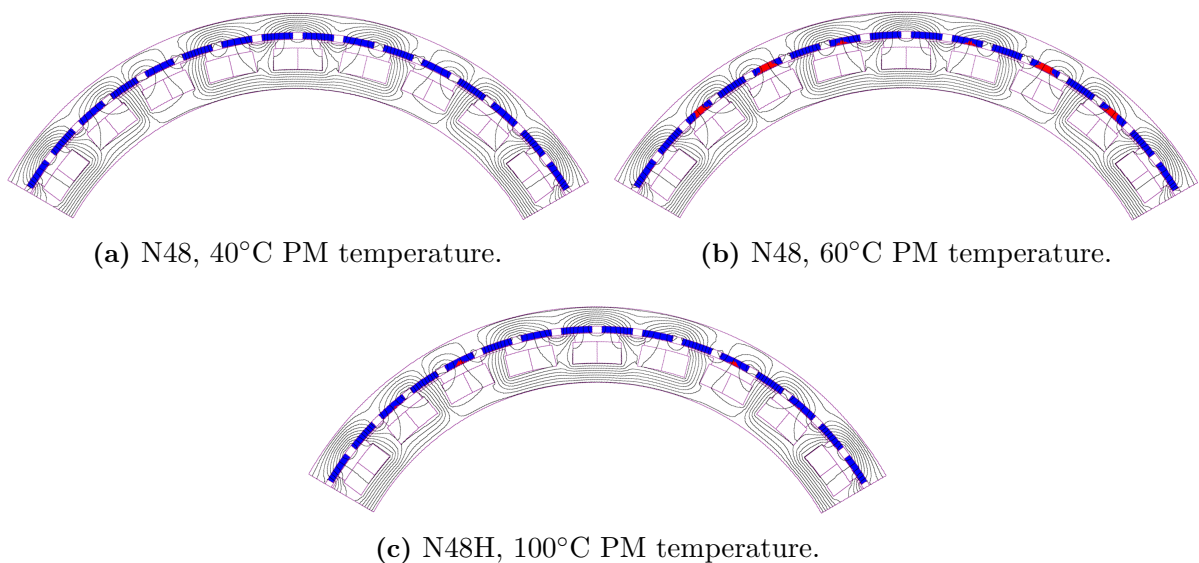 (a) N48, 40°C PM temperature.
(b) N48, 60°C PM temperature.
(c) N48H, 100°C PM temperature.